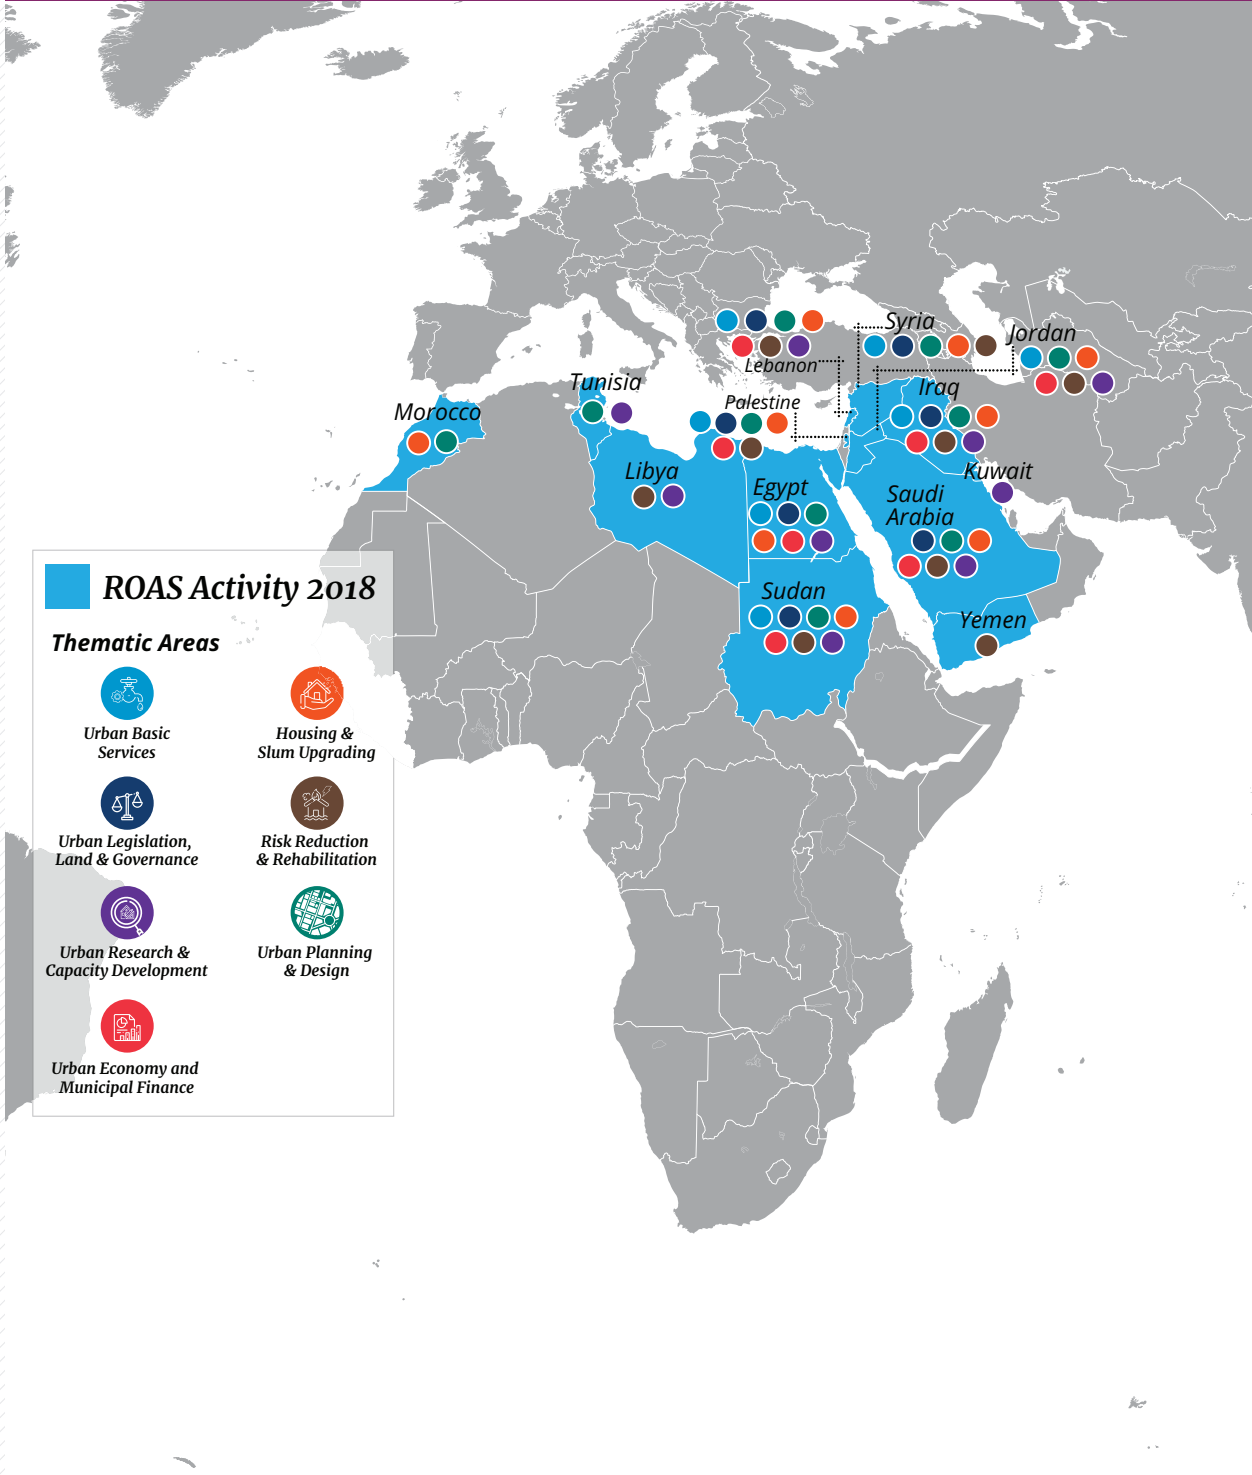 Syria
Jordan
Lebanon
Tunisia
Iraq
Palestine
Morocco
Libya
Kuwait
Egypt
Saudi
Arabia
Sudan
Yemen
ROAS Activity 2018
Thematic Areas
Urban Basic
Services
Housing &
Slum Upgrading
Urban Legislation,
Land & Governance
Risk Reduction
& Rehabilitation
Urban Research &
Capacity Development
Urban Planning
& Design
Urban Economy and
Municipal Finance